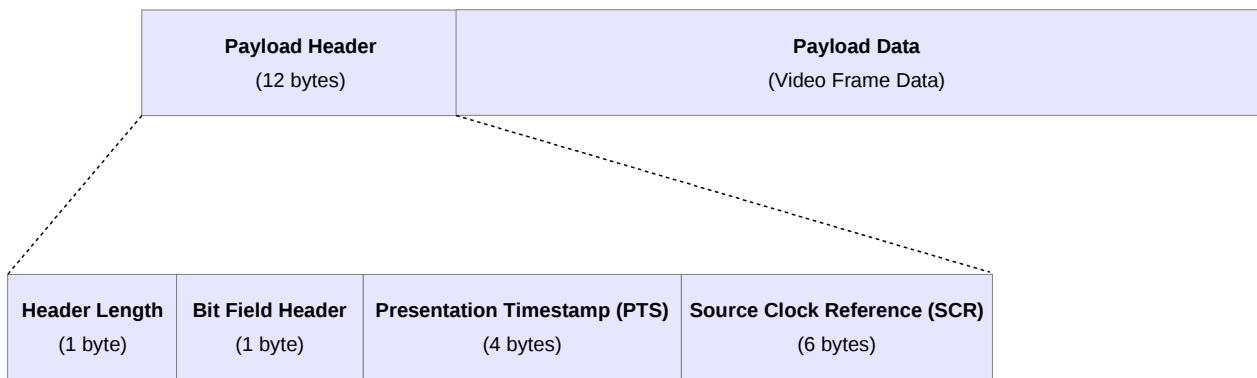 Payload Header
(12 bytes)
Payload Data
(Video Frame Data)
Header Length
(1 byte)
Bit Field Header
(1 byte)
Presentation Timestamp (PTS)
(4 bytes)
Source Clock Reference (SCR)
(6 bytes)